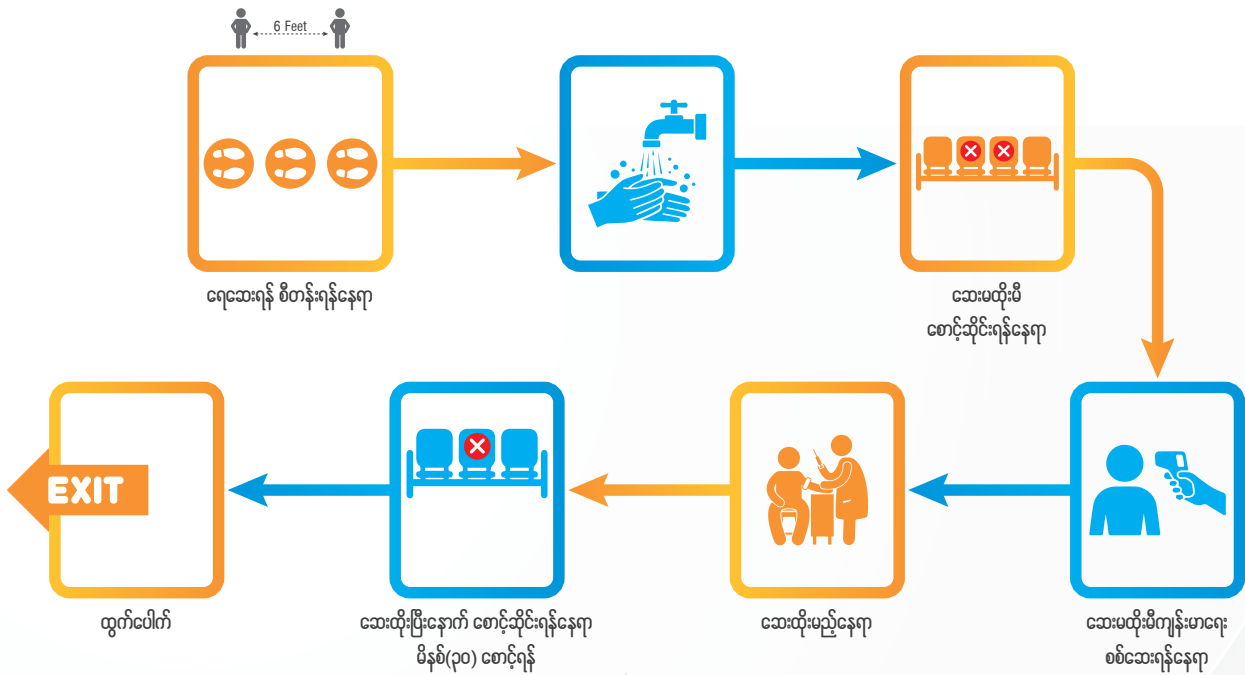 6 Feet
ရေဆေးရန် စီတန်းရန်နေရာ
ဆေးမထိုးမီ
စောင့်ဆိုင်းရန်နေရာ
ဆေးမထိုးမီကျန်းမာရေး
စစ်ဆေးရန်နေရာ
ဆေးထိုးမည့်နေရာ
ဆေးထိုးပြီးနောက် စောင့်ဆိုင်းရန်နေရာ
မိနစ်(၃၀) စောင့်ရန်
EXIT
ထွက်ပေါက်